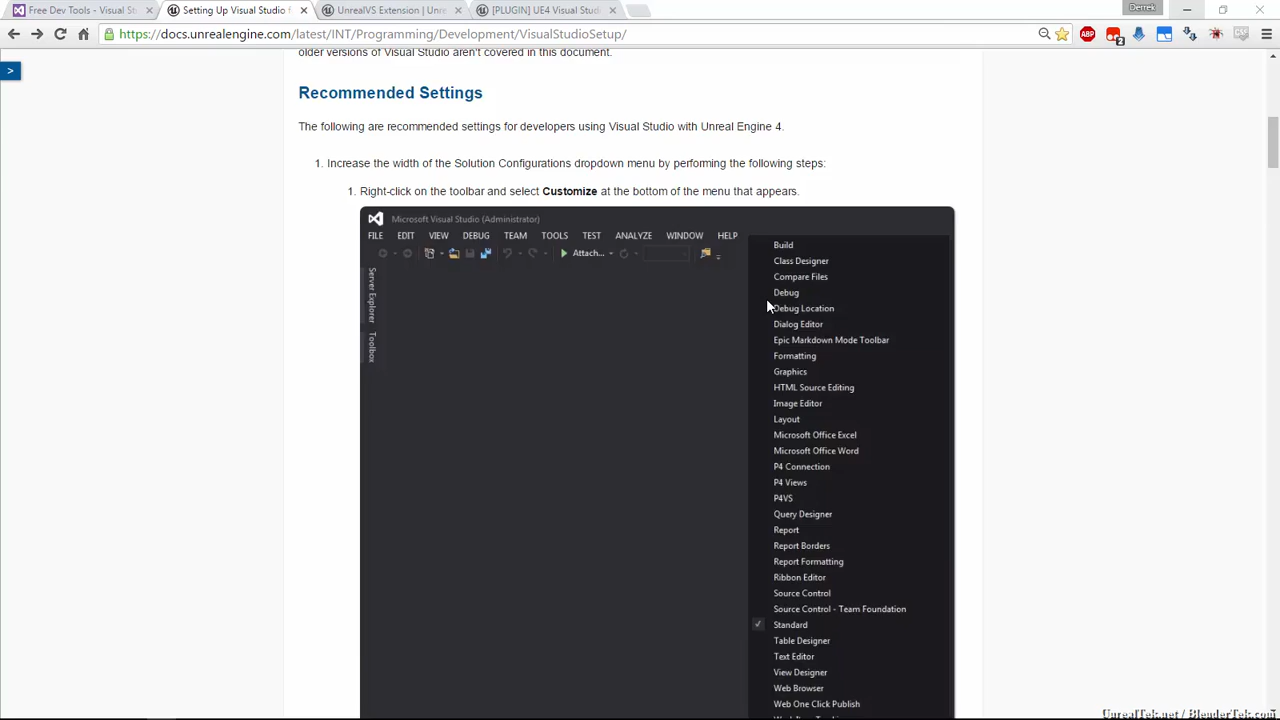 Free Dev Tools - Visual St
Setting Up Visual Studio f
UnrealVS Extension | Unre
[PLUGIN] UE4 Visual Studi
Derrek
https://docs.unrealengine.com/latest/INT/Programming/Development/VisualStudioSetup/
older versions of Visual Studio aren't covered in this document.
>
Recommended Settings
The following are recommended settings for developers using Visual Studio with Unreal Engine 4.
1. Increase the width of the Solution Configurations dropdown menu by performing the following steps:
1. Right-click on the toolbar and select Customize at the bottom of the menu that appears.
Microsoft Visual Studio (Administrator)
FILE EDIT VIEW DEBUG TEAM TOOLS TEST ANALYZE WINDOW HELP
Attach...
Server Explorer
Toolbox
Build
Class Designer
Compare Files
Debug
Debug Location
Dialog Editor
Epic Markdown Mode Toolbar
Formatting
Graphics
HTML Source Editing
Image Editor
Layout
Microsoft Office Excel
Microsoft Office Word
P4 Connection
P4 Views
P4VS
Query Designer
Report
Report Borders
Report Formatting
Ribbon Editor
Source Control
Source Control - Team Foundation
Standard
Table Designer
Text Editor
View Designer
Web Browser
Web One Click Publish
UnrealTek.net / BlenderTek.com